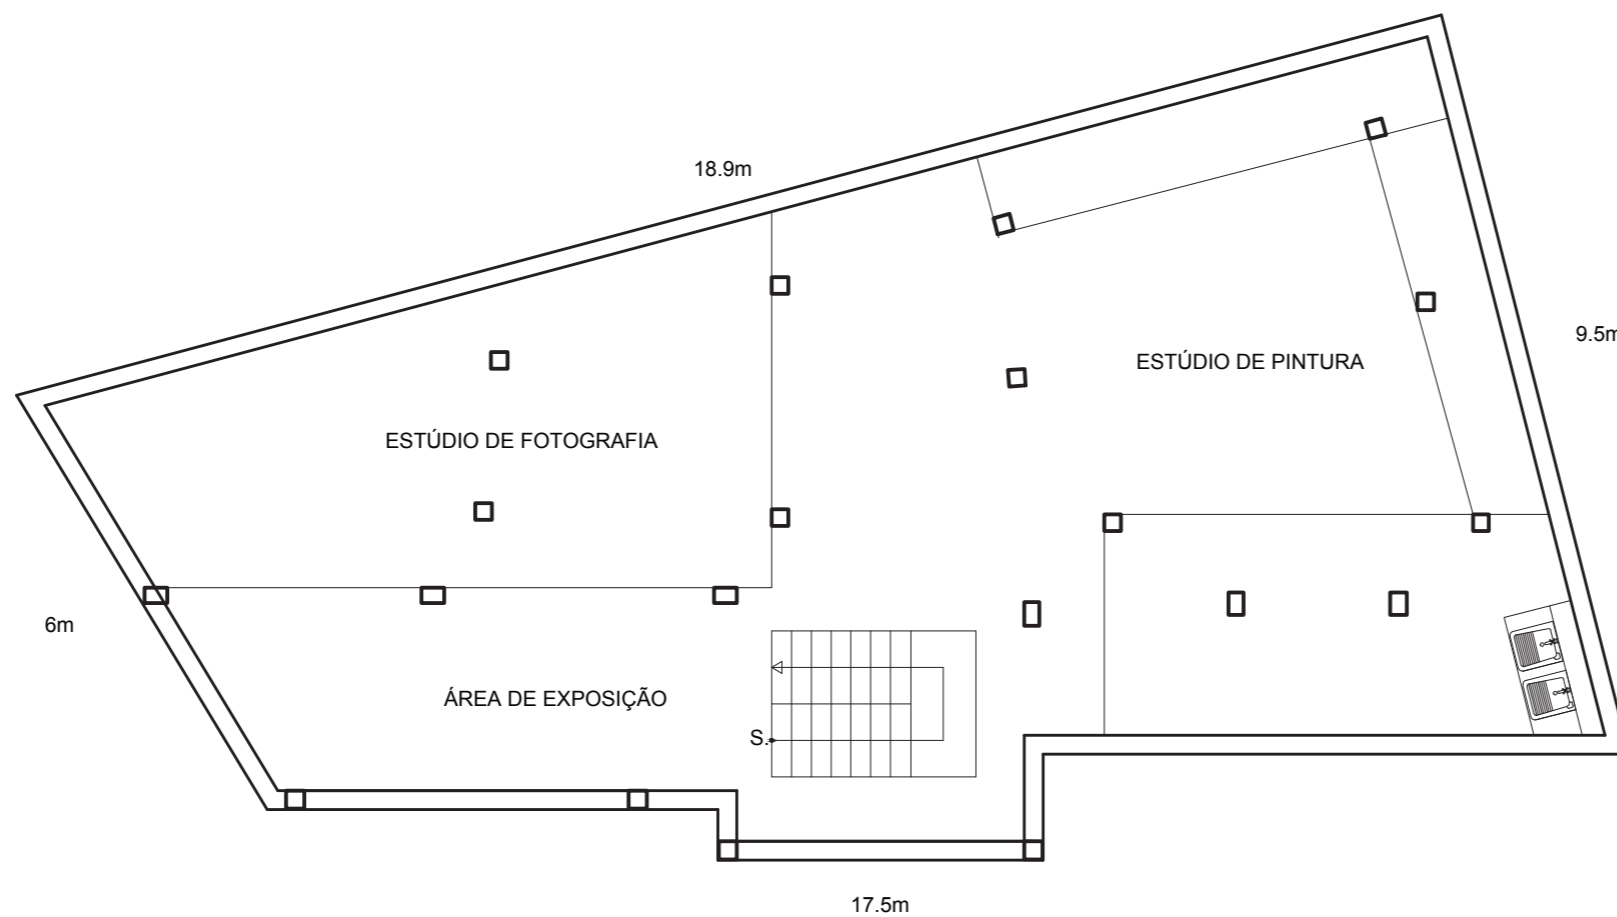 18.9m
9.5m
ESTÚDIO DE PINTURA
ESTÚDIO DE FOTOGRAFIA
6m
ÁREA DE EXPOSIÇÃO
S.
17.5m